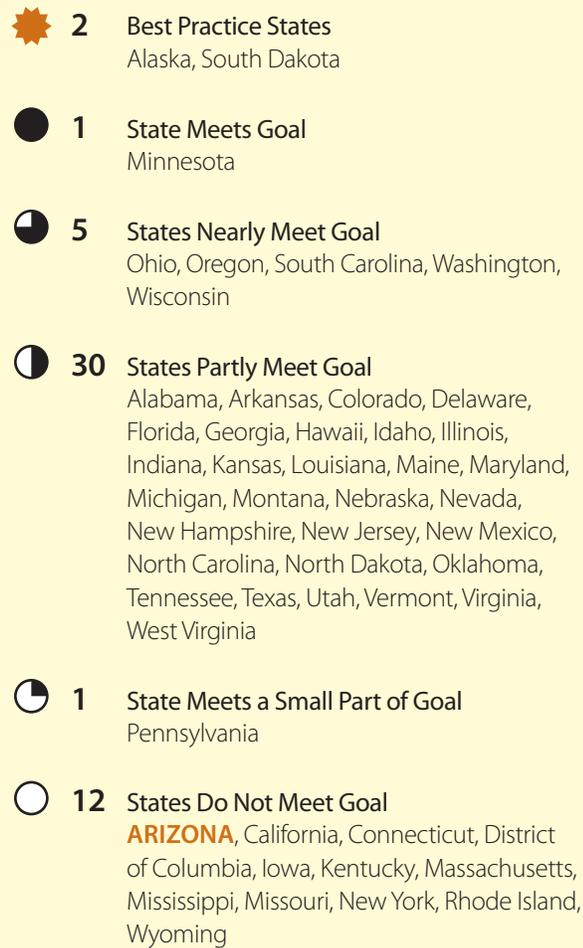 2 Best Practice States
Alaska, South Dakota
1 State Meets Goal
Minnesota
5 States Nearly Meet Goal
Ohio, Oregon, South Carolina, Washington,
Wisconsin
30 States Partly Meet Goal
Alabama, Arkansas, Colorado, Delaware,
Florida, Georgia, Hawaii, Idaho, Illinois,
Indiana, Kansas, Louisiana, Maine, Maryland,
Michigan, Montana, Nebraska, Nevada,
New Hampshire, New Jersey, New Mexico,
North Carolina, North Dakota, Oklahoma,
Tennessee, Texas, Utah, Vermont, Virginia,
West Virginia
1 State Meets a Small Part of Goal
Pennsylvania
12 States Do Not Meet Goal
ARIZONA, California, Connecticut, District
of Columbia, Iowa, Kentucky, Massachusetts,
Mississippi, Missouri, New York, Rhode Island,
Wyoming